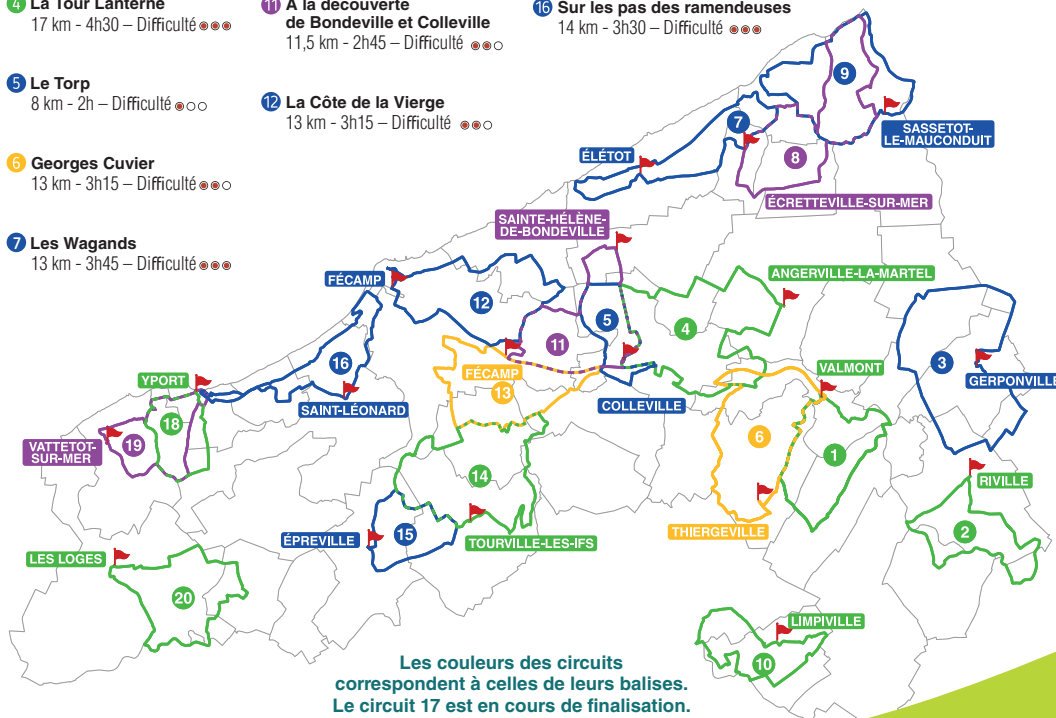 4 La Tour Lanterne
17 km - 4h30 – Difficulté
5 Le Torp
8 km - 2h – Difficulté
6 Georges Cuvier
13 km - 3h15 – Difficulté
7 Les Wagands
13 km - 3h45 – Difficulté
11 A la découverte
de Bondeville et Colleville
11,5 km - 2h45 – Difficulté
12 La Côte de la Vierge
13 km - 3h15 – Difficulté
16 Sur les pas des ramendeuses
14 km - 3h30 – Difficulté
9
7
SASSETOT-
LE-MAUCONDUIT
ÉLÉTOT
8
ÉCRETTEVILLE-SUR-MER
SAINTE-HÉLÈNE-
DE-BONDEVILLE
FÉCAMP
ANGERVILLE-LA-MARTEL
12
5
4
11
16
3
YPORT
FÉCAMP
VALMONT
GERPONVILLE
13
SAINT-LÉONARD
COLLEVILLE
18
19
VATTETOT-
SUR-MER
6
1
14
RIVILLE
15
ÉPREVILLE
TOURVILLE-LES-IFS
THIERGEVILLE
2
LES LOGES
20
LIMPIVILLE
10
Les couleurs des circuits
correspondent à celles de leurs balises.
Le circuit 17 est en cours de finalisation.